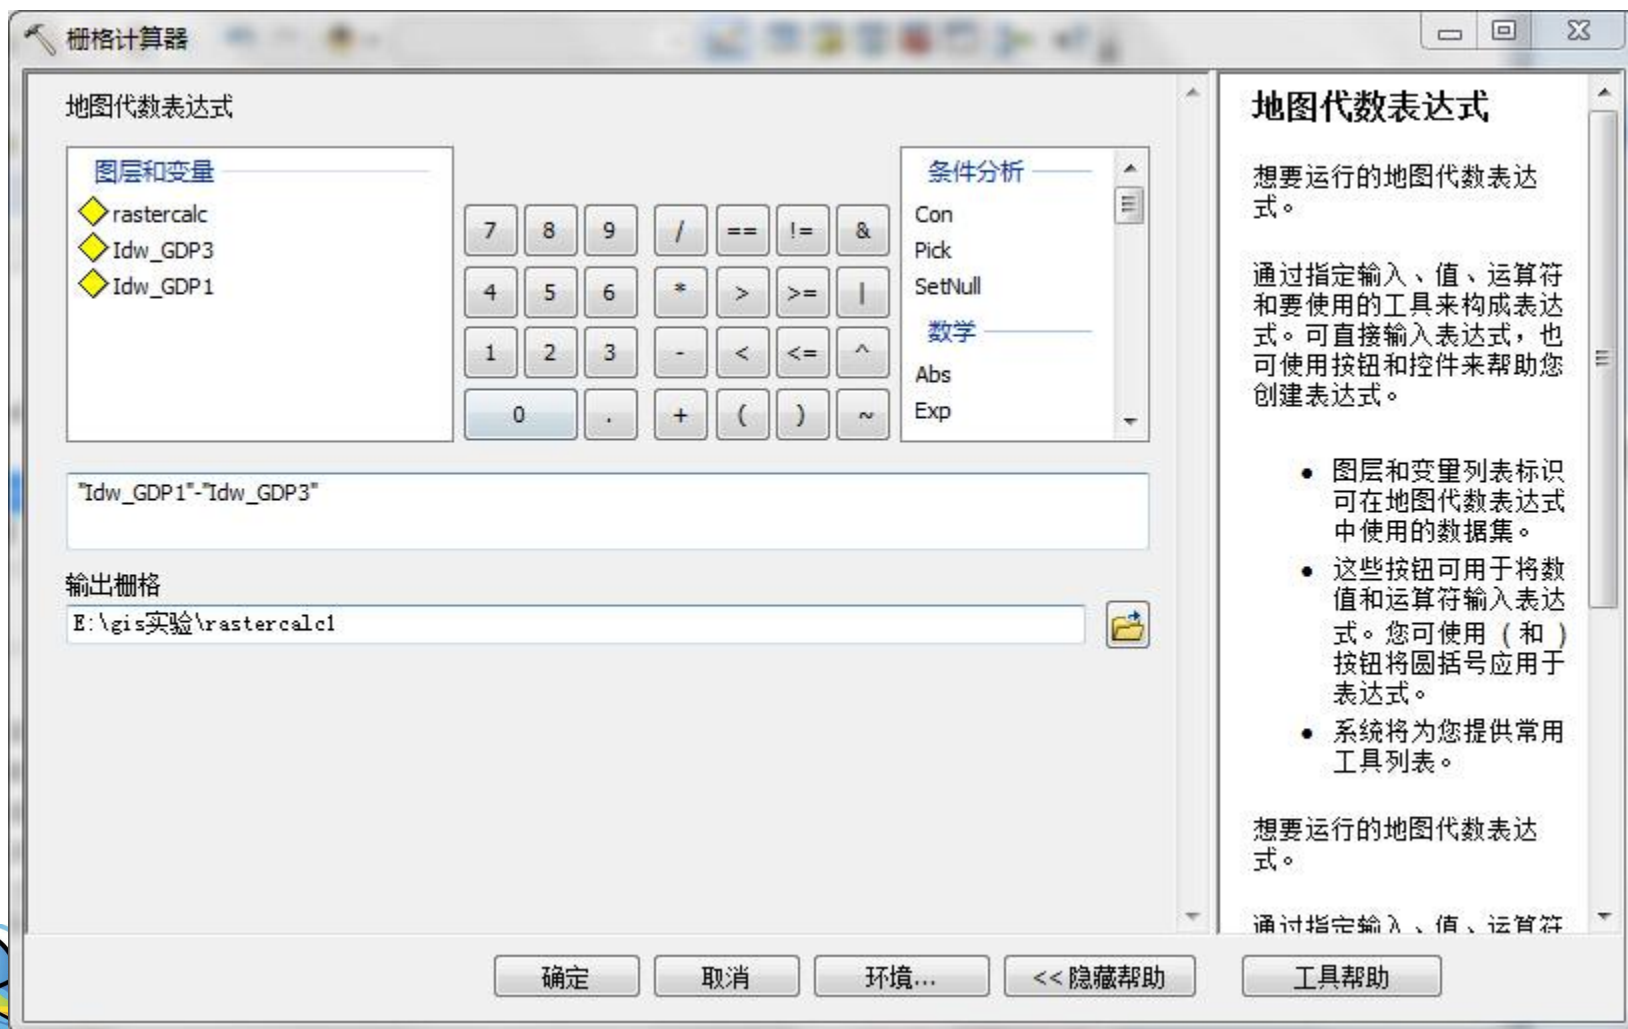 栅格计算器
地图代数表达式
图层和变量
rastercalc
Idw_GDP3
Idw_GDP1
7 8 9 / == != &
4 5 6 * > >= |
1 2 3 - < <= ^
0 . + ( ) ~
条件分析
Con
Pick
SetNull
数学
Abs
Exp
"Idw_GDP1"-"Idw_GDP3"
输出栅格
E:\gis实验\rastercalc1
确定
取消
环境...
<< 隐藏帮助
地图代数表达式
想要运行的地图代数表达
式。
通过指定输入、值、运算符
和要使用的工具来构成表达
式。可直接输入表达式，也
可使用按钮和控件来帮助您
创建表达式。
• 图层和变量列表标识
可在地图代数表达式
中使用的数据集。
• 这些按钮可用于将数
值和运算符输入表达
式。您可使用 ( 和 )
按钮将圆括号应用于
表达式。
• 系统将为您提供常用
工具列表。
想要运行的地图代数表达
式。
通过指定输入、值、运算符
工具帮助